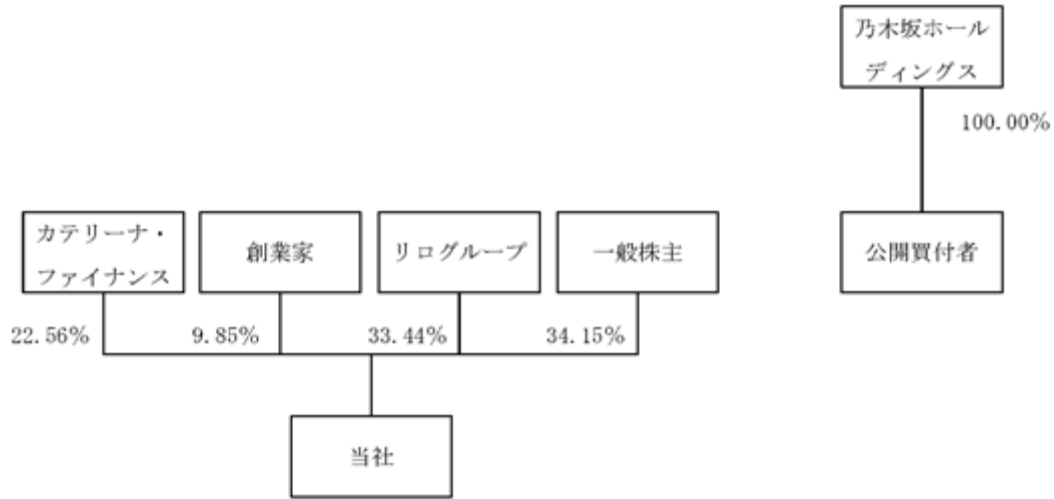 乃木坂ホール
ディングス
100.00%
カテリーナ・
ファイナンス
創業家
リログループ
一般株主
公開買付者
22.56%
9.85%
33.44%
34.15%
当社